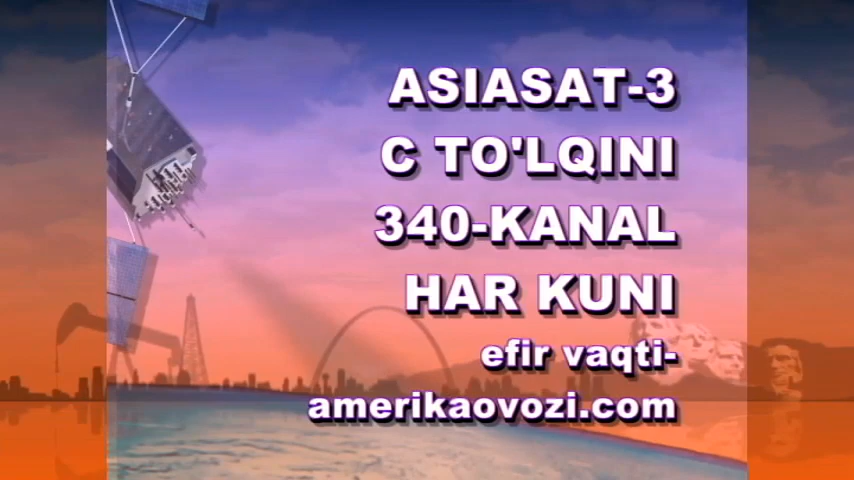 ASIASAT-3
C TO'LQINI
340-KANAL
HAR KUNI
efir vaqti-
amerikaovozi.com